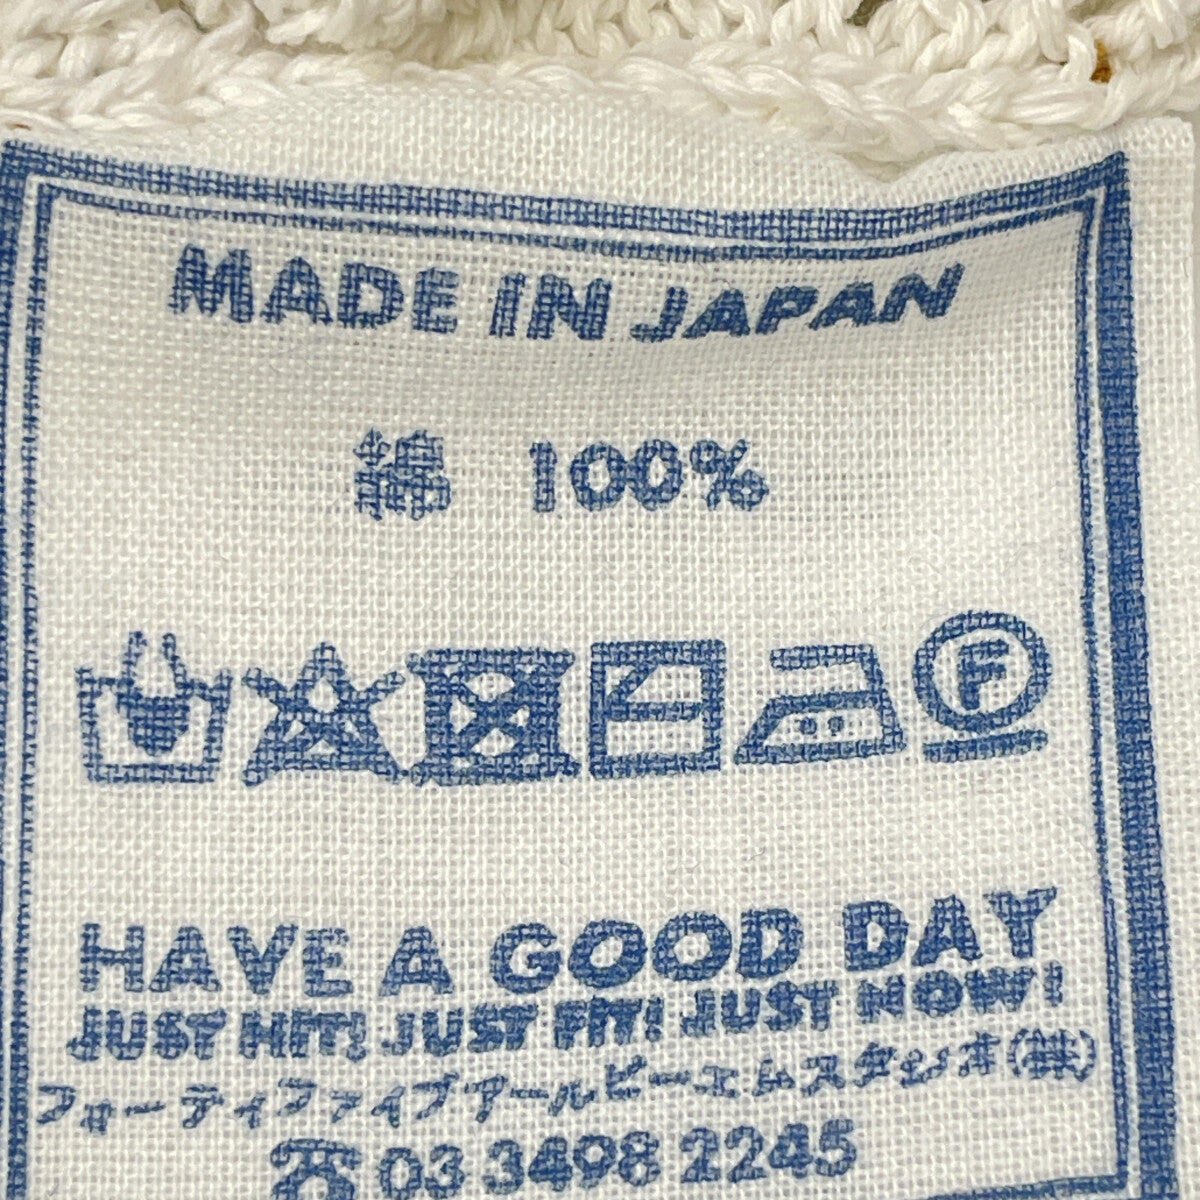 MADE IN JAPAN
綿 100%
F
HAVE A GOOD DAY
JUST HIT! JUST FIT! JUST NOW!
フォーティファイブアールピーエムスタジオ(株)
☎03 3498 2245